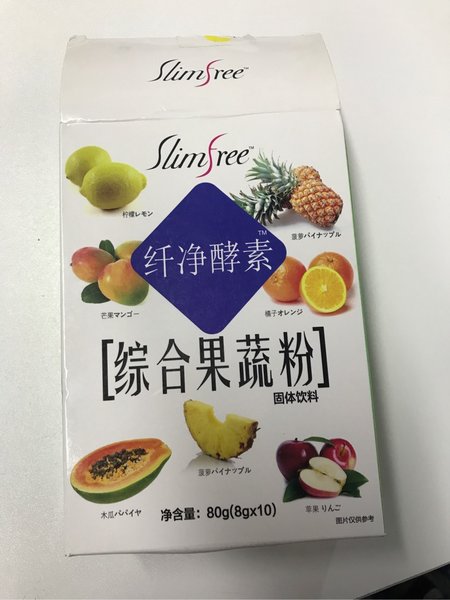 Slimfree™
Slimfree™
柠檬レモン
菠萝パイナップル
纤净酵素™
芒果マンゴー
橘子オレンジ
[综合果蔬粉]
固体饮料
菠萝パイナップル
木瓜パパイヤ
净含量：80g(8gx10)
苹果 りんご
图片仅供参考